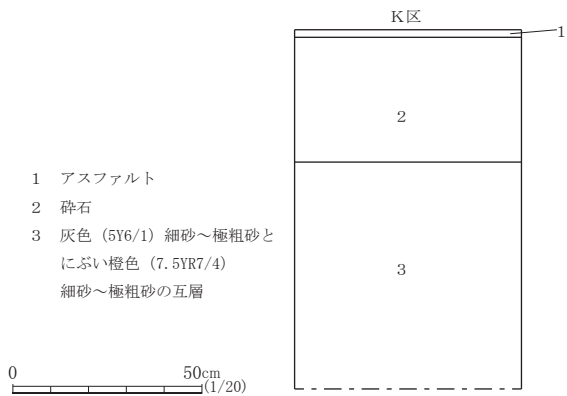 K区
1
2
1 アスファルト
2 砕石
3 灰色（5Y6/1）細砂～極粗砂と
にぶい橙色（7.5YR7/4）
細砂～極粗砂の互層
3
0 50cm
(1/20)